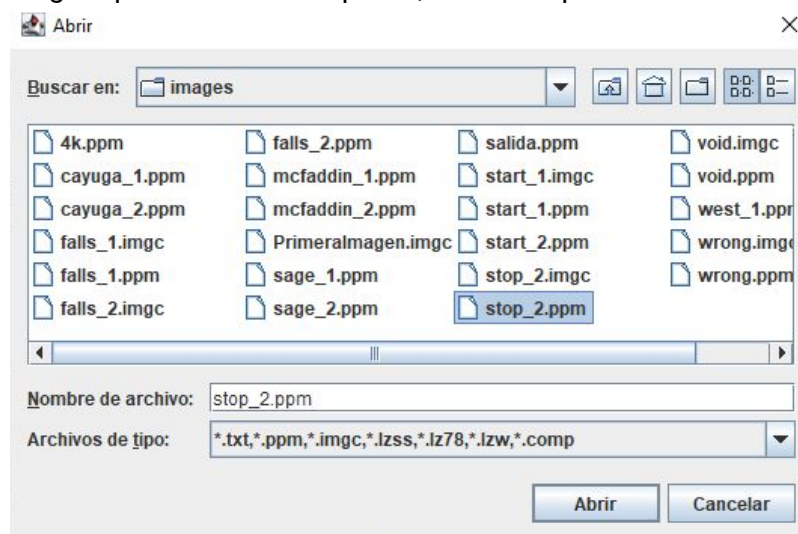 Abrir
Buscar en: images
4k.ppm falls_2.ppm salida.ppm void.imgc
cayuga_1.ppm mcfaddin_1.ppm start_1.imgc void.ppm
cayuga_2.ppm mcfaddin_2.ppm start_1.ppm
falls_1.imgc PrimeraImagen.imgc start_2.ppm
falls_1.ppm sage_1.ppm stop_2.imgc wrong.ppm
falls_2.imgc sage_2.ppm stop_2.ppm
Nombre de archivo: stop_2.ppm
Archivos de tipo: *.txt,*.ppm,*.imgc,*.lzss,*.lz78,*.lzw,*.comp
Abrir Cancelar